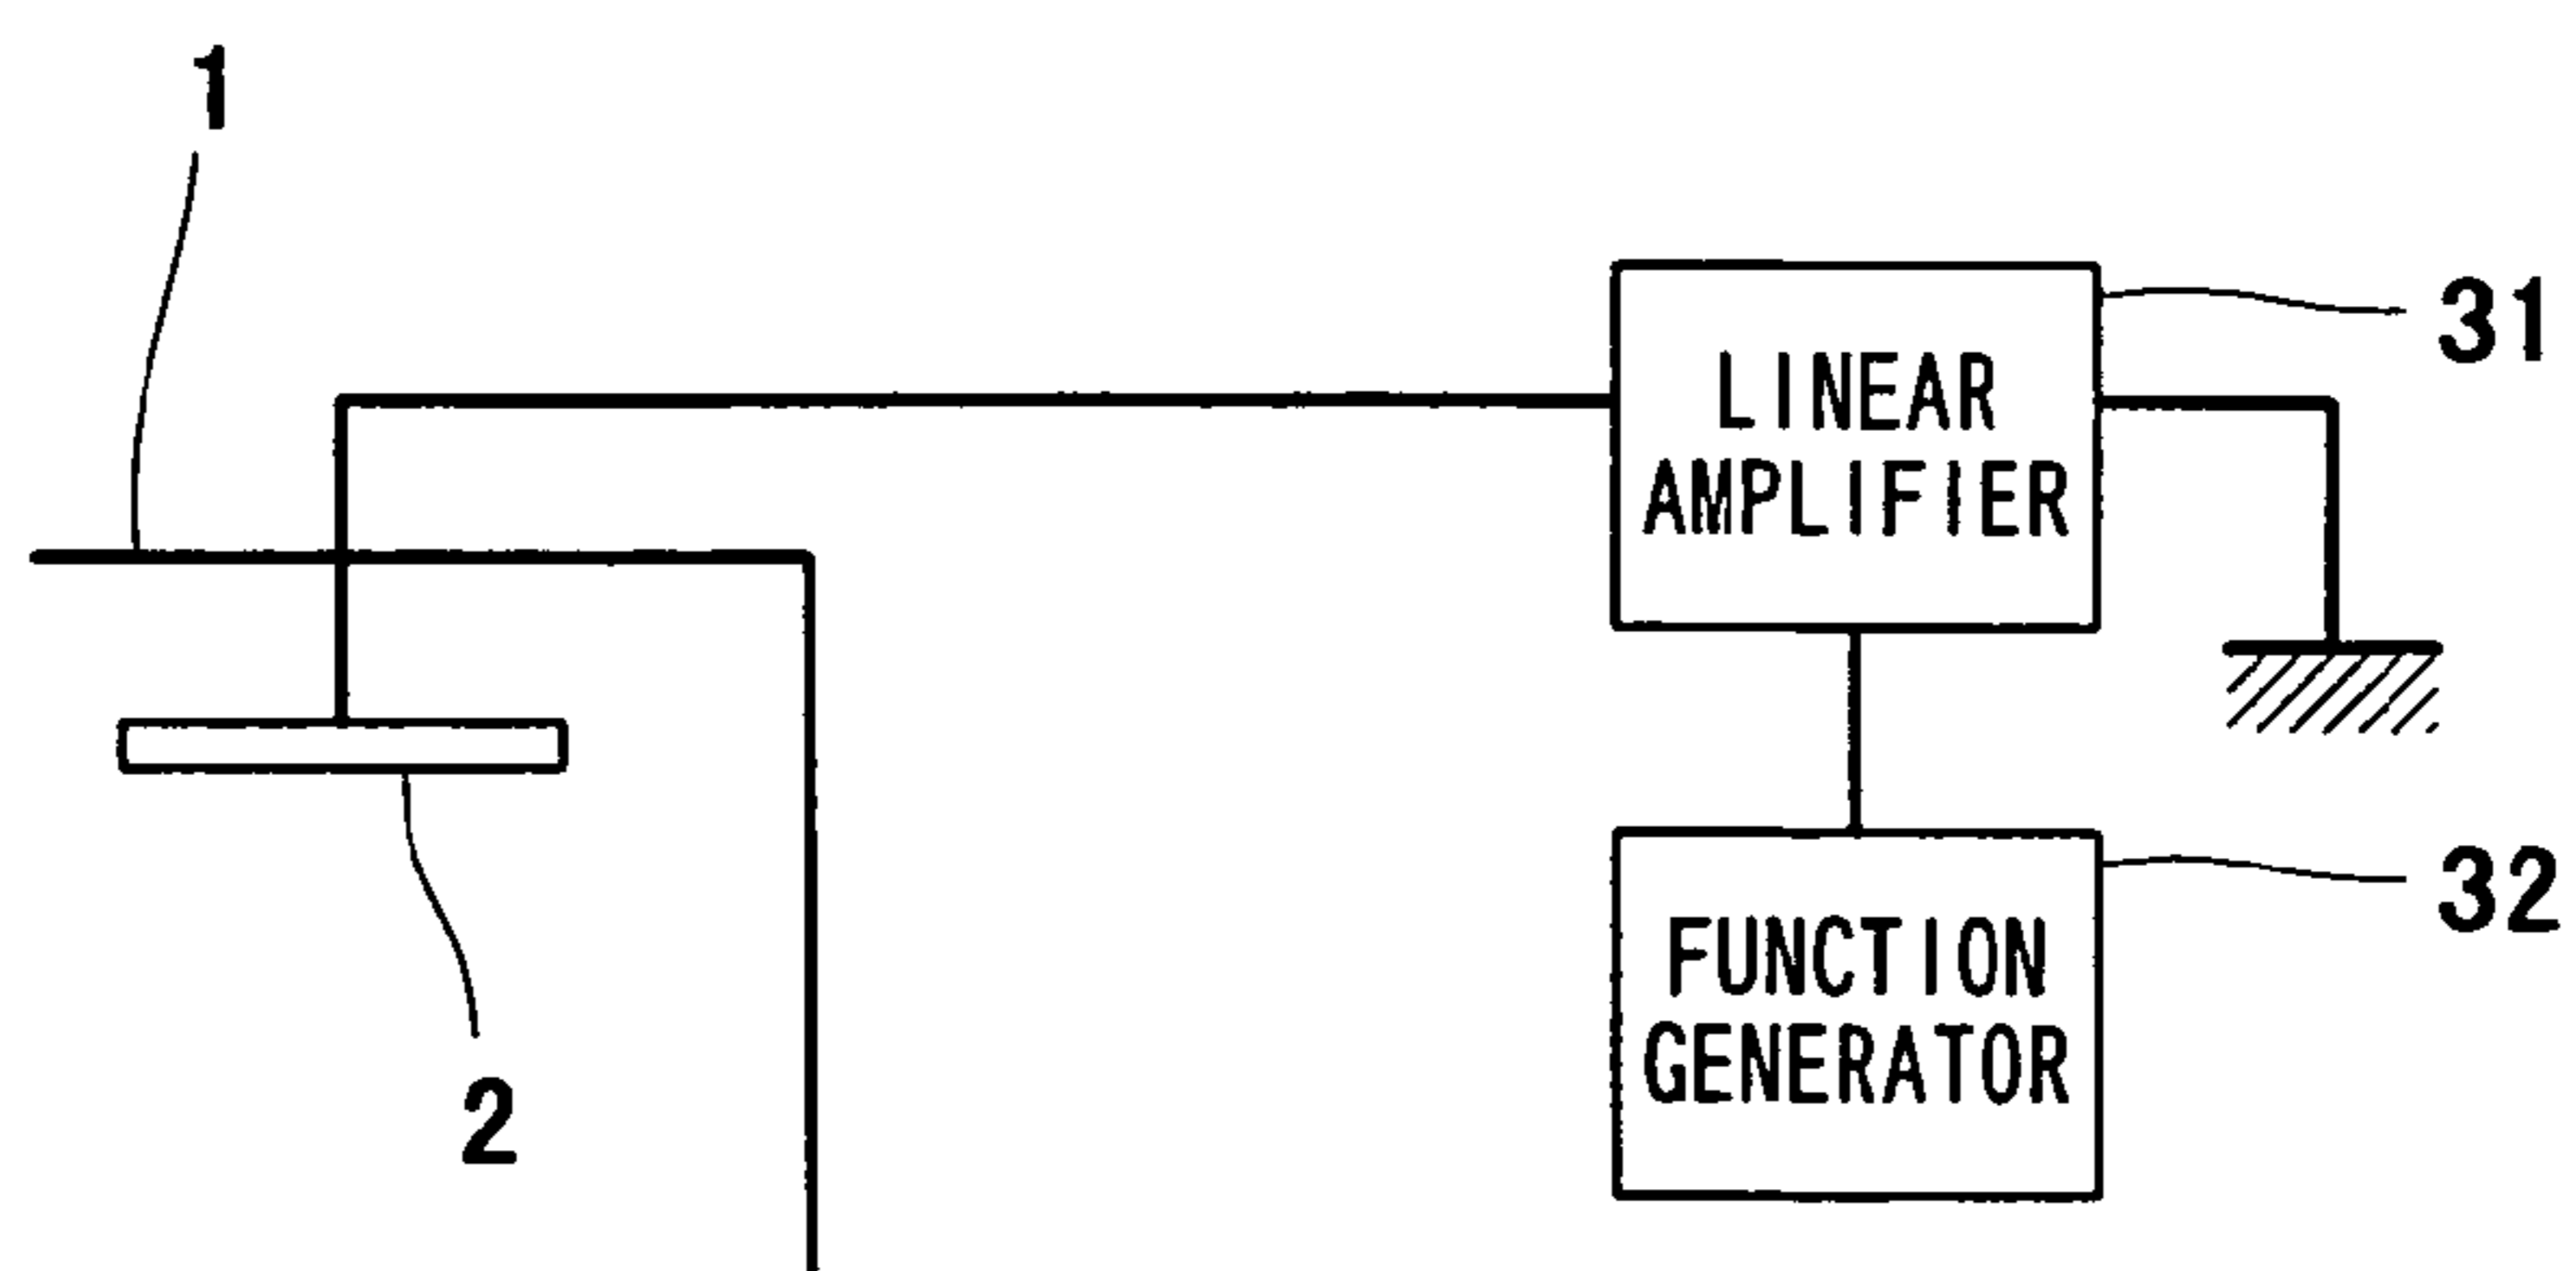 1
31
LINEAR
AMPLIFIER
32
FUNCTION
GENERATOR
2